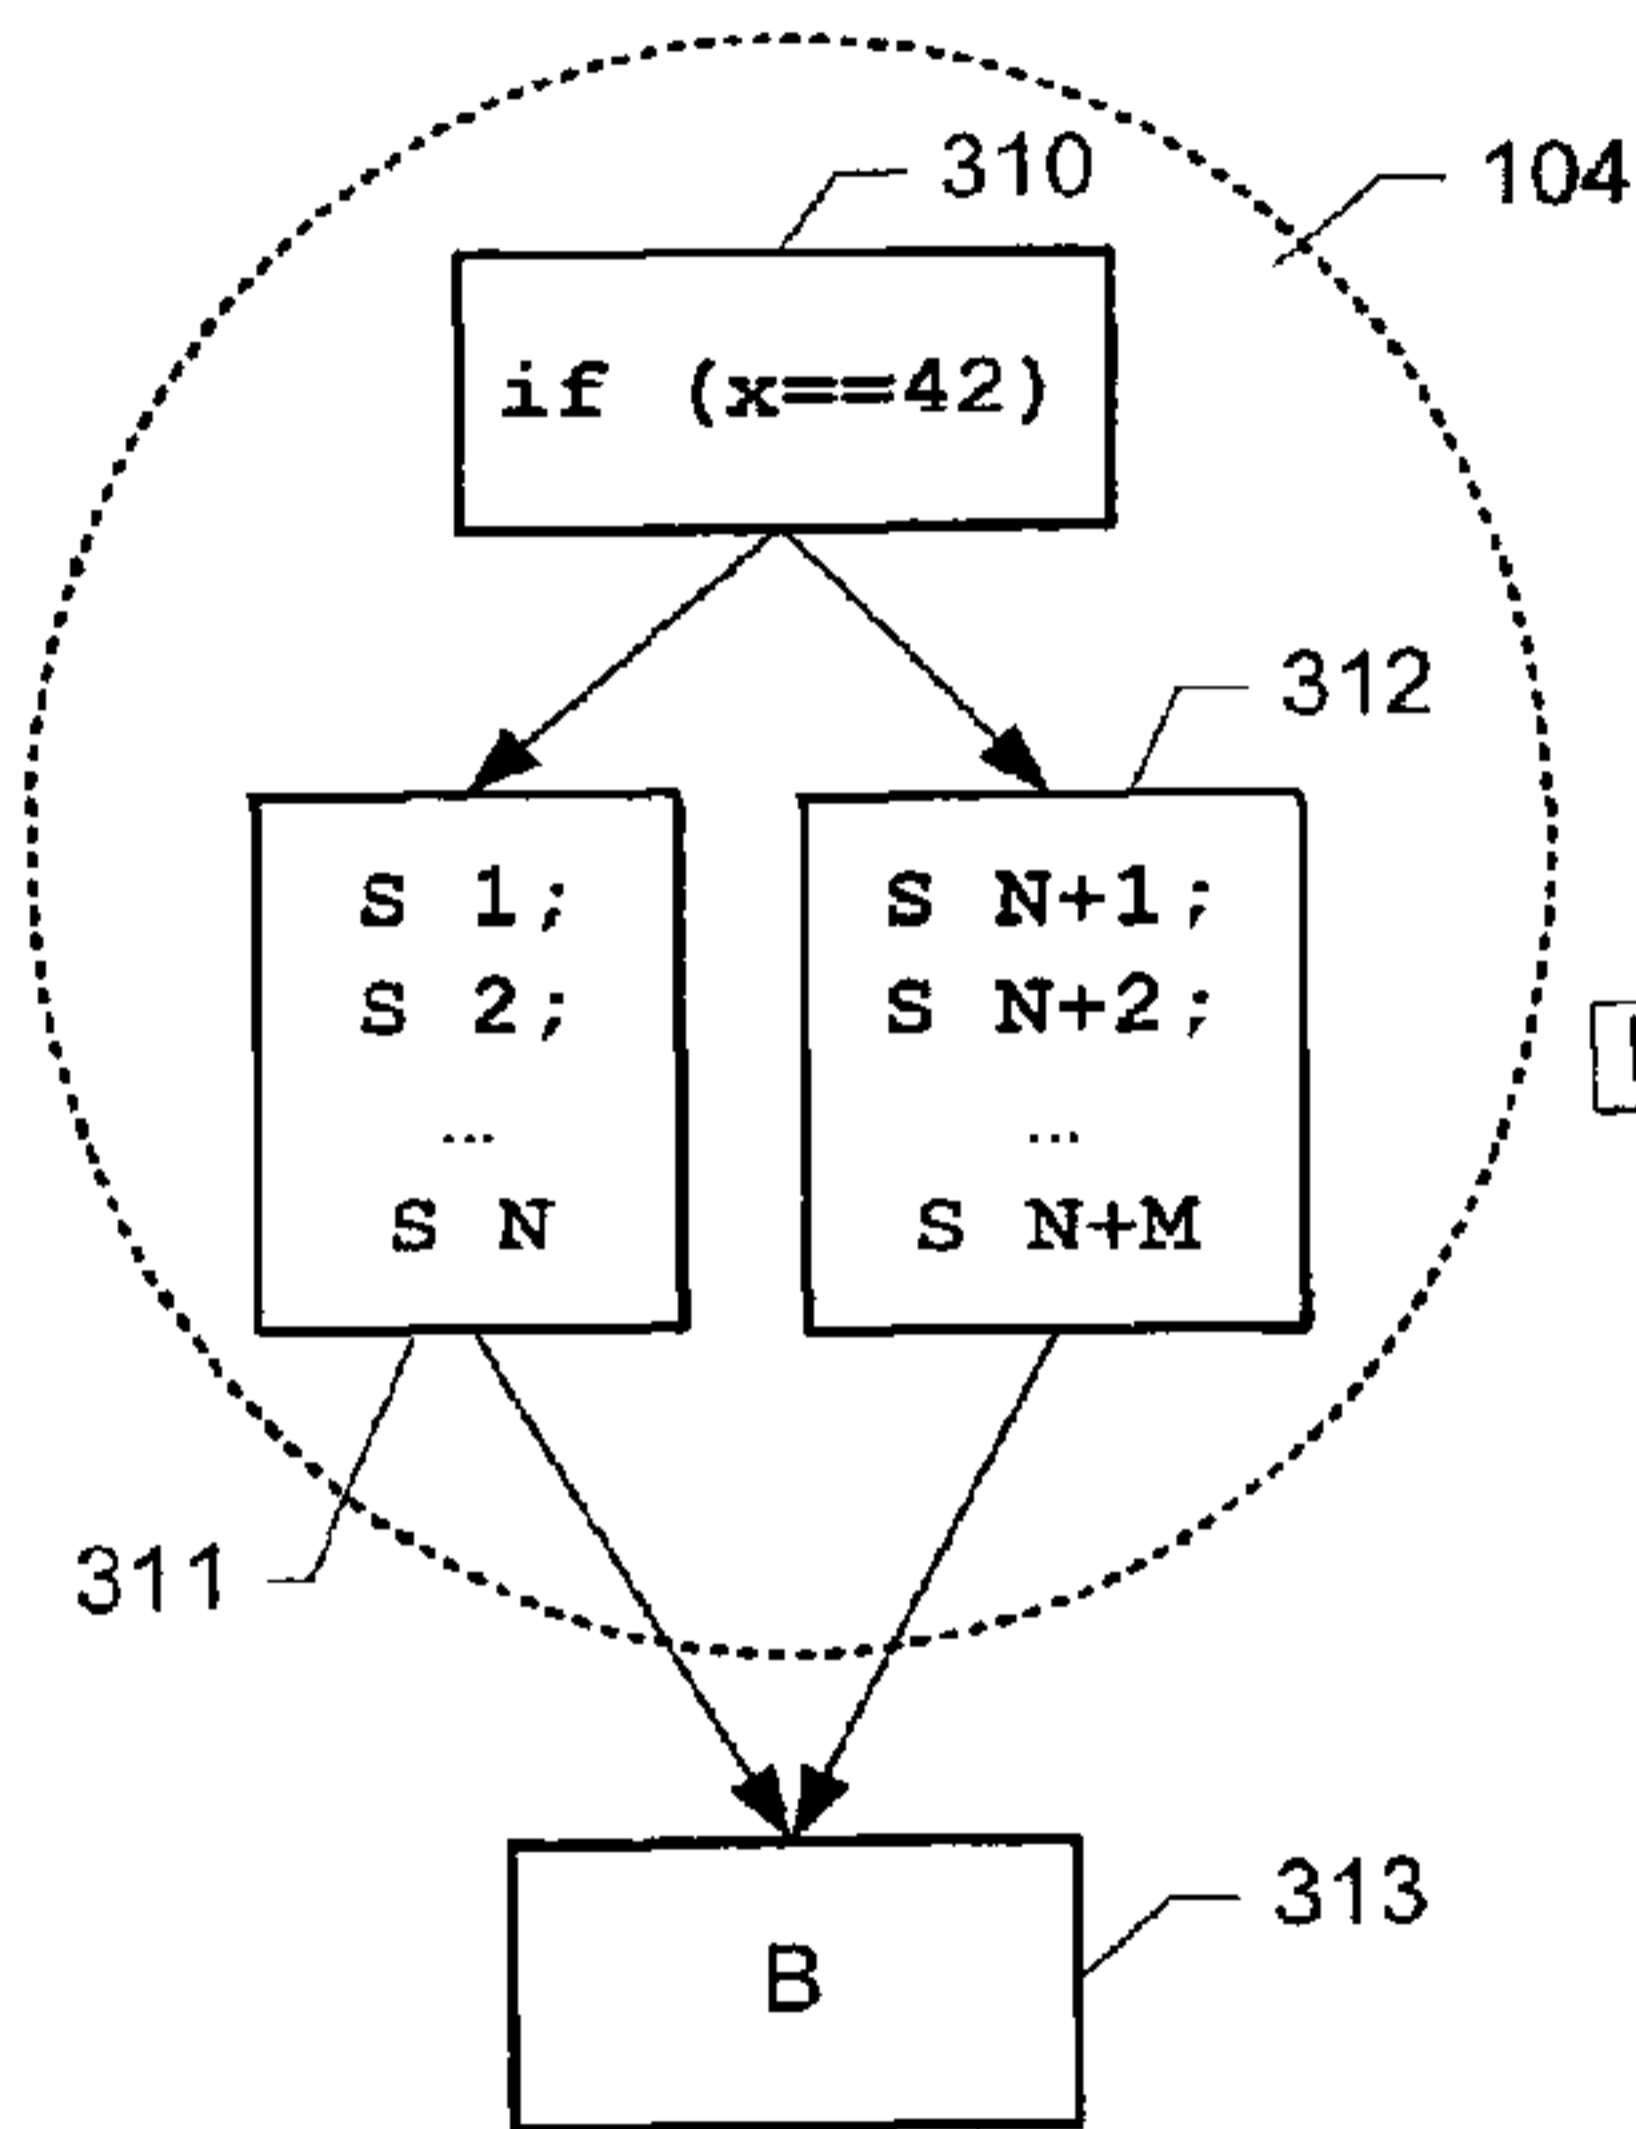 310
104
if (x==42)
312
S 1;
S 2;
...
S N
S N+1;
S N+2;
...
S N+M
311
313
B